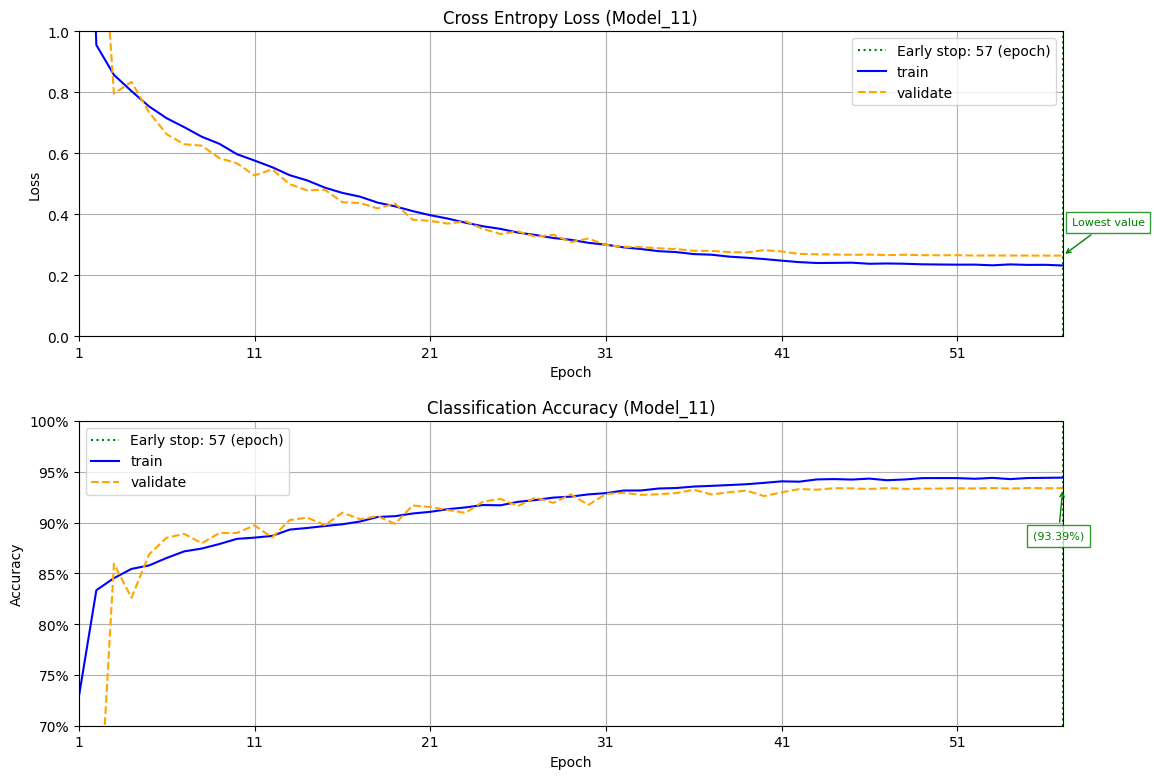 Cross Entropy Loss (Model_11)
1.0
0.8
0.6
0.4
0.2
0.0
Loss
Early stop: 57 (epoch)
train
validate
Lowest value
1 11 21 31 41 51
Epoch
Classification Accuracy (Model_11)
100%
95%
90%
85%
80%
75%
70%
Accuracy
Early stop: 57 (epoch)
train
validate
(93.39%)
1 11 21 31 41 51
Epoch